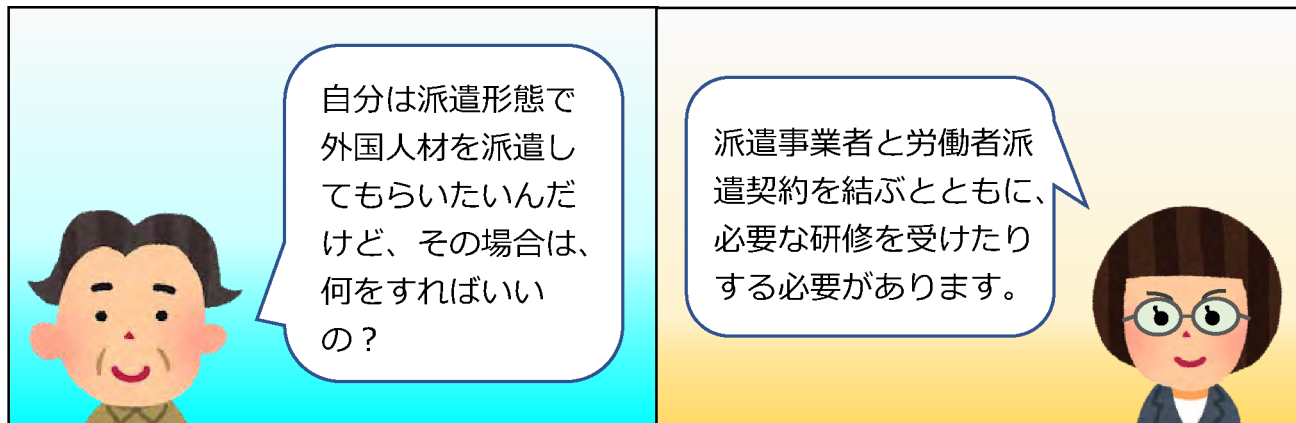 自分は派遣形態で
外国人材を派遣し
てもらいたいんだ
けど、その場合は、
何をすればいい
の？
派遣事業者と労働者派
遣契約を結ぶとともに、
必要な研修を受けたり
する必要があります。